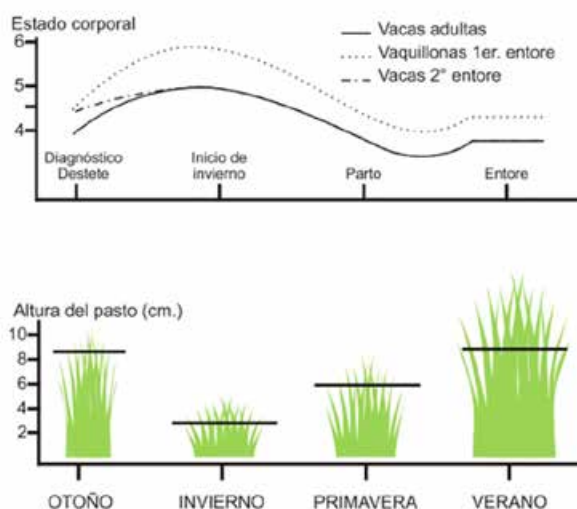 Estado corporal
6
5
4
Vacas adultas
Vaquillonas 1er. entore
Vacas 2° entore
Diagnóstico
Destete
Inicio de
invierno
Parto
Entore
Altura del pasto (cm.)
10
8
6
4
2
OTOÑO
INVIERNO
PRIMAVERA
VERANO